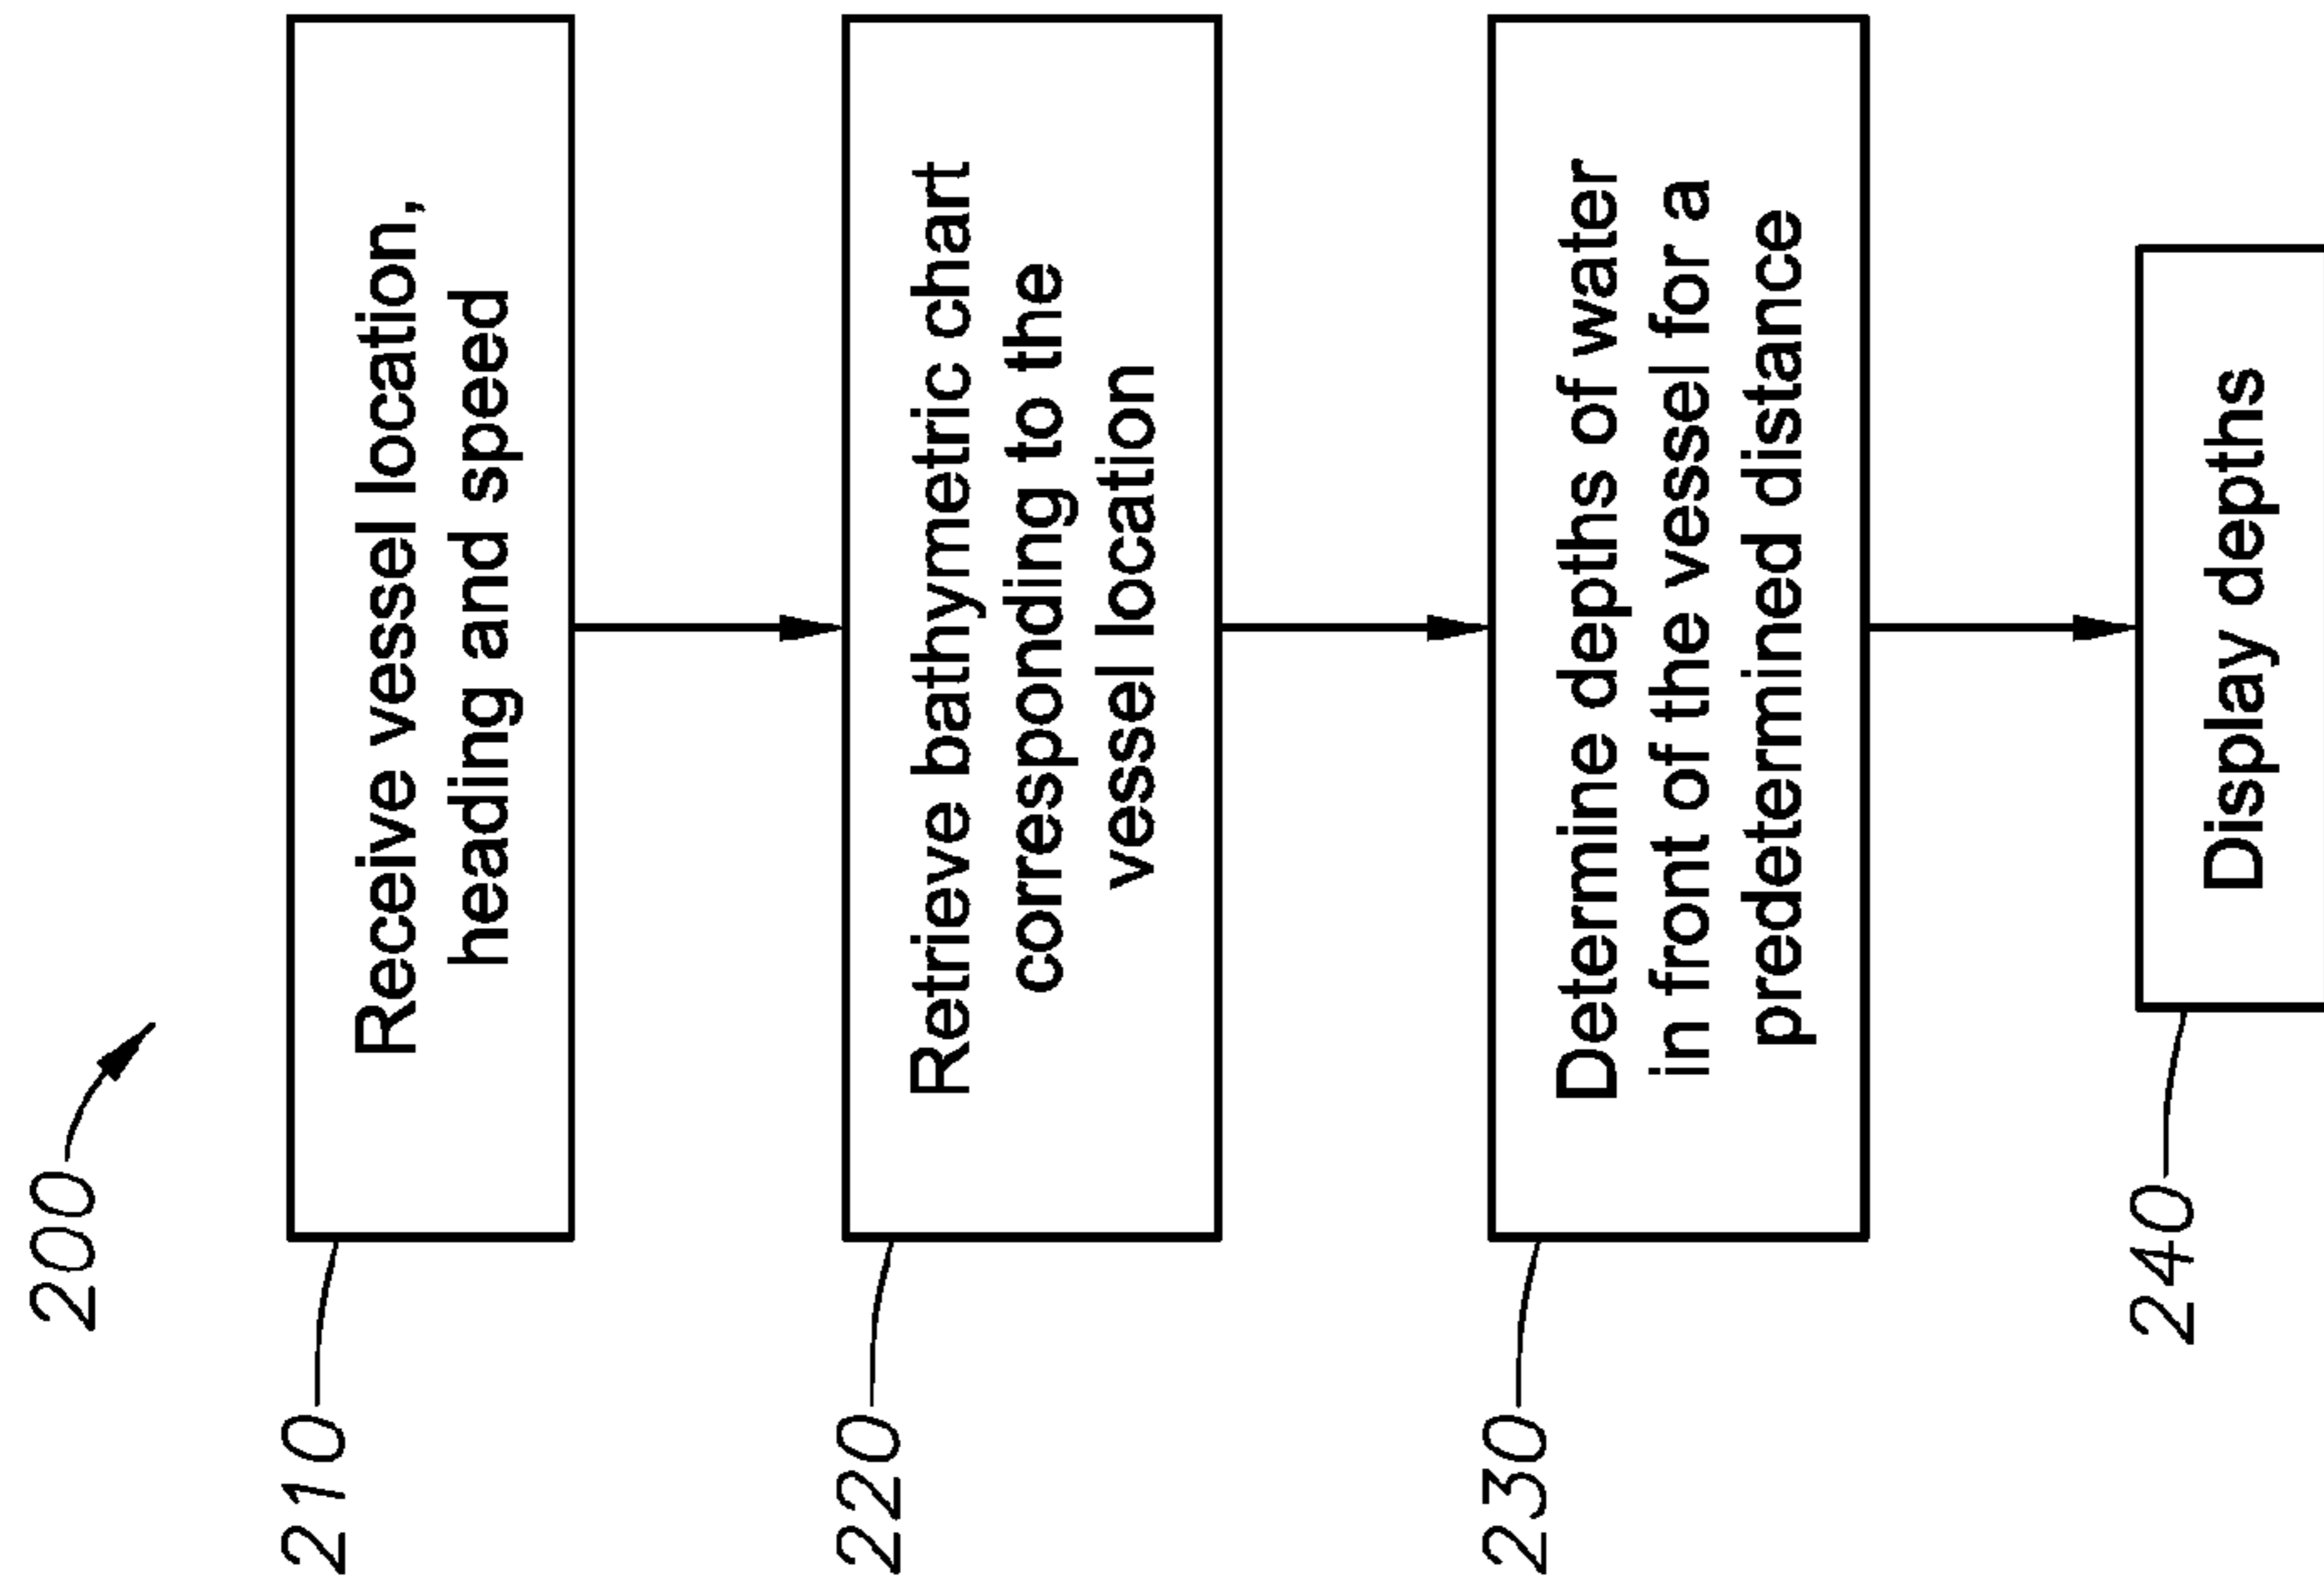 200
210
Receive vessel location,
heading and speed
220
Retrieve bathymetric chart
corresponding to the
vessel location
230
Determine depths of water
in front of the vessel for a
predetermined distance
240
Display depths